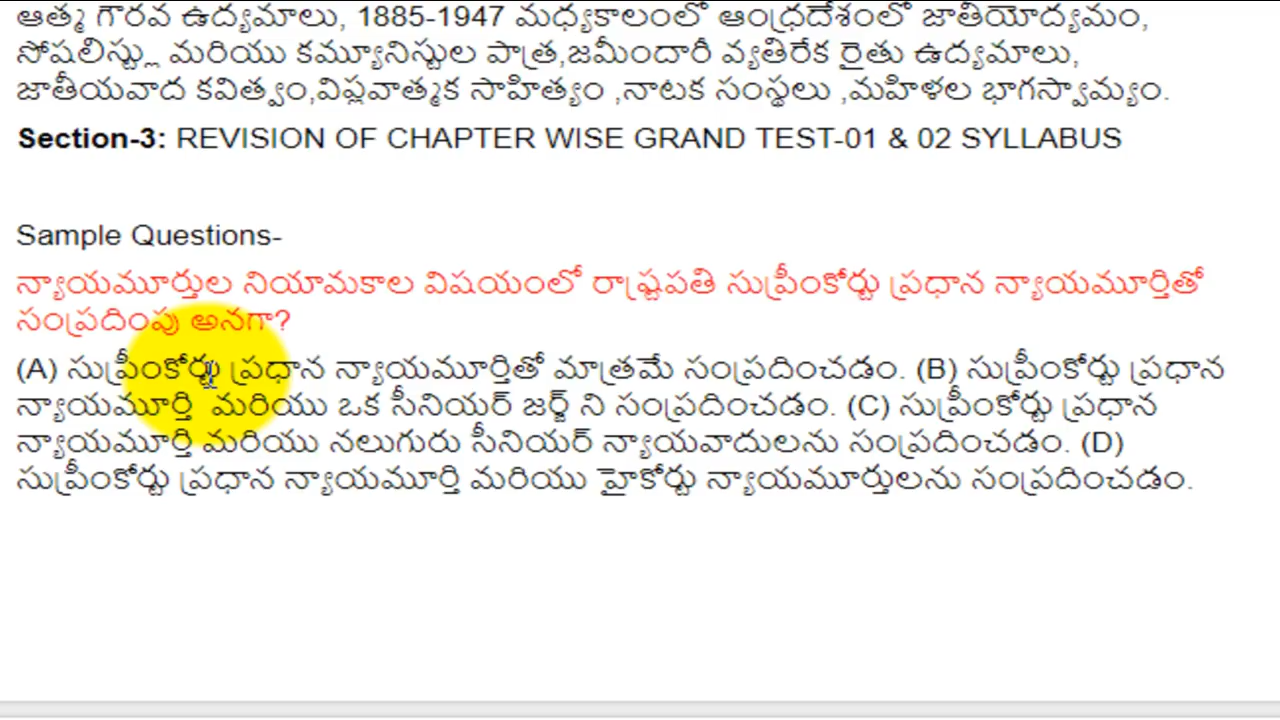 ఆత్మ గౌరవ ఉద్యమాలు, 1885-1947 మధ్యకాలంలో ఆంధ్రదేశంలో జాతీయోద్యమం,
సోషలిస్ట్లు మరియు కమ్యూనిస్టుల పాత్ర,జమీందారీ వ్యతిరేక రైతు ఉద్యమాలు,
జాతీయవాద కవిత్వం,విప్లవాత్మక సాహిత్యం ,నాటక సంస్థలు ,మహిళల భాగస్వామ్యం.
Section-3: REVISION OF CHAPTER WISE GRAND TEST-01 & 02 SYLLABUS
Sample Questions-
న్యాయమూర్తుల నియామకాల విషయంలో రాష్ట్రపతి సుప్రీంకోర్టు ప్రధాన న్యాయమూర్తితో
సంప్రదింపు అనగా?
(A) సుప్రీంకోర్టు ప్రధాన న్యాయమూర్తితో మాత్రమే సంప్రదించడం. (B) సుప్రీంకోర్టు ప్రధాన
న్యాయమూర్తి మరియు ఒక సీనియర్ జర్జ్ ని సంప్రదించడం. (C) సుప్రీంకోర్టు ప్రధాన
న్యాయమూర్తి మరియు నలుగురు సీనియర్ న్యాయవాదులను సంప్రదించడం. (D)
సుప్రీంకోర్టు ప్రధాన న్యాయమూర్తి మరియు హైకోర్టు న్యాయమూర్తులను సంప్రదించడం.